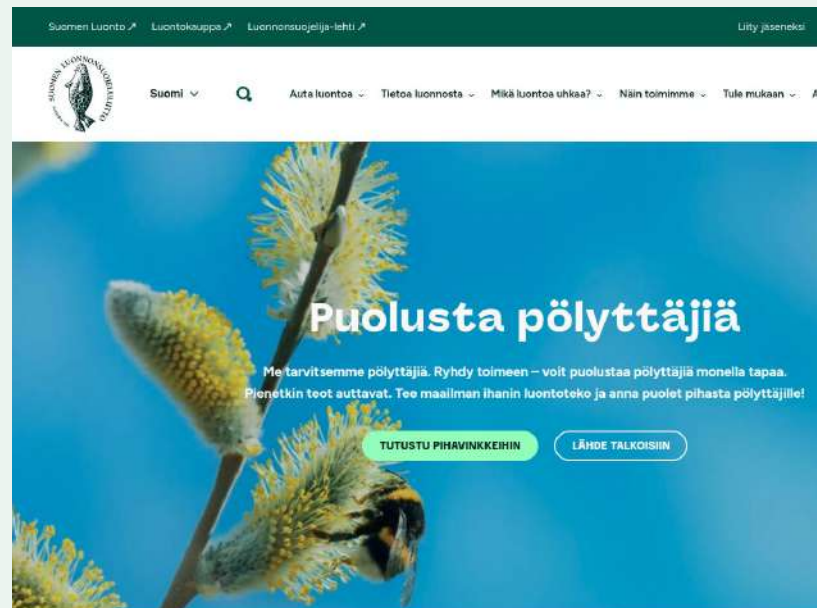 Suomen Luonto ↗ Luontokauppa ↗ Luonnonsuojelija-lehti ↗ Liity jäseneksi
SUOMEN LUONNONSUOJELULIITTO
Suomi
Auta luontoa Tietoa luonnosta Mikä luontoa uhkaa? Näin toimimme Tule mukaan A
Puolusta pölyttäjiä
Me tarvitsemme pölyttäjiä. Ryhdy toimeen – voit puolustaa pölyttäjiä monella tapaa.
Pienetkin teot auttavat. Tee maailman ihanin luontoteko ja anna puolet pihasta pölyttäjille!
TUTUSTU PIHAVINKKEIHIN LÄHDE TALKOISIIN